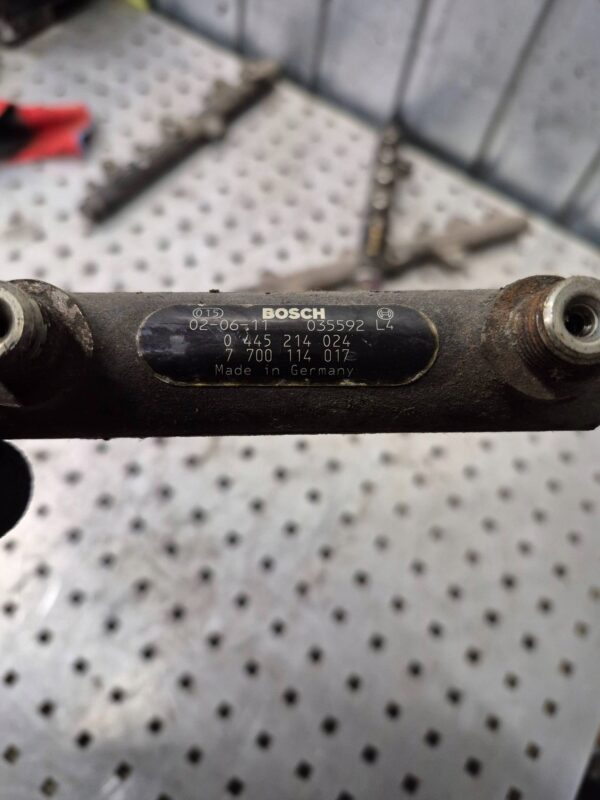 015 BOSCH
02-06-11 035592 L4
0 445 214 024
7 700 114 017
Made in Germany